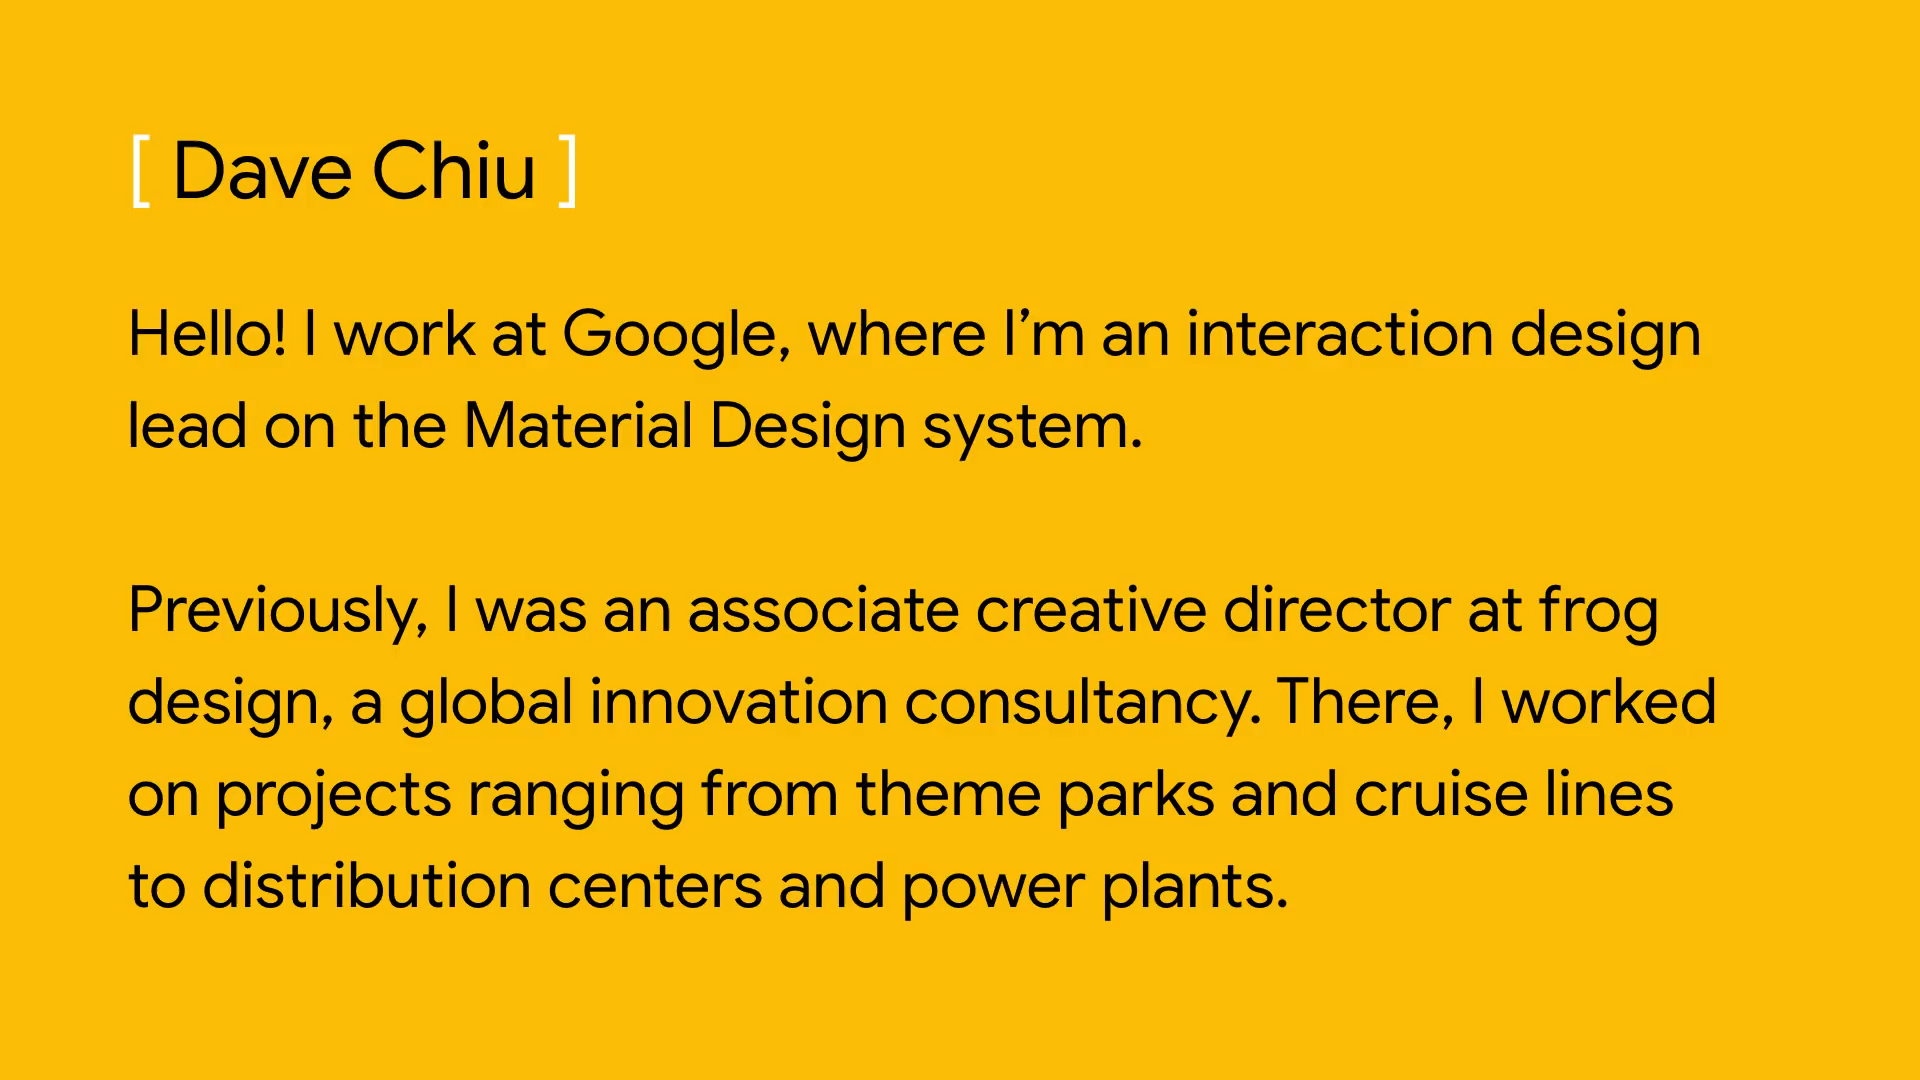 [ Dave Chiu ]
Hello! I work at Google, where I’m an interaction design
lead on the Material Design system.
Previously, I was an associate creative director at frog
design, a global innovation consultancy. There, I worked
on projects ranging from theme parks and cruise lines
to distribution centers and power plants.